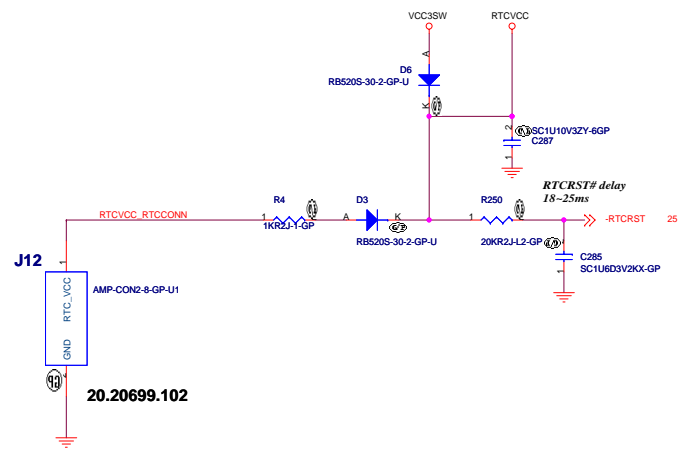 VCC3SW
RTCVCC
A
D6
RB520S-30-2-GP-U
K
2
SC1U10V3ZY-6GP
C287
1
RTCRST# delay
18~25ms
R4
D3
R250
RTCVCC_RTCCONN
1
1KR2J-1-GP
A
K
1
-RTCRST
25
RB520S-30-2-GP-U
20KR2J-L2-GP
C285
SC1U6D3V2KX-GP
1
J12
1
RTC_VCC
AMP-CON2-8-GP-U1
GND
GP
20.20699.102